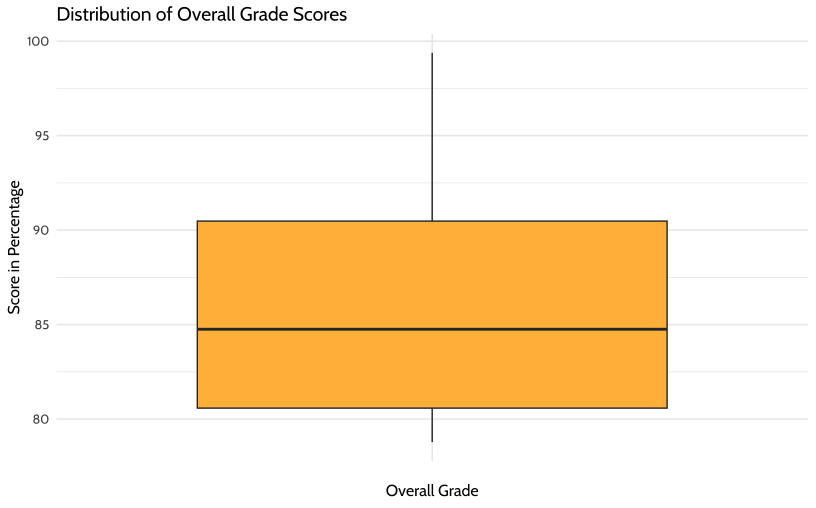 Distribution of Overall Grade Scores
100
95
90
85
80
Score in Percentage
Overall Grade